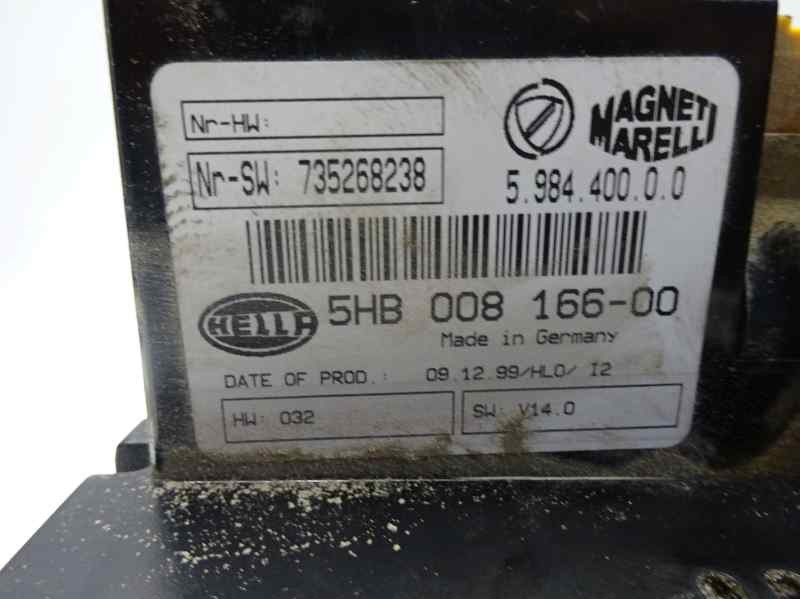 Nr-HW:
MAGNETI
MARELLI
Nr-SW: 735268238
5.984.400.0.0
HELLA
5HB 008 166-00
Made in Germany
DATE OF PROD.: 09.12.99/HLO/ I2
HW: 032
SW: V14.0